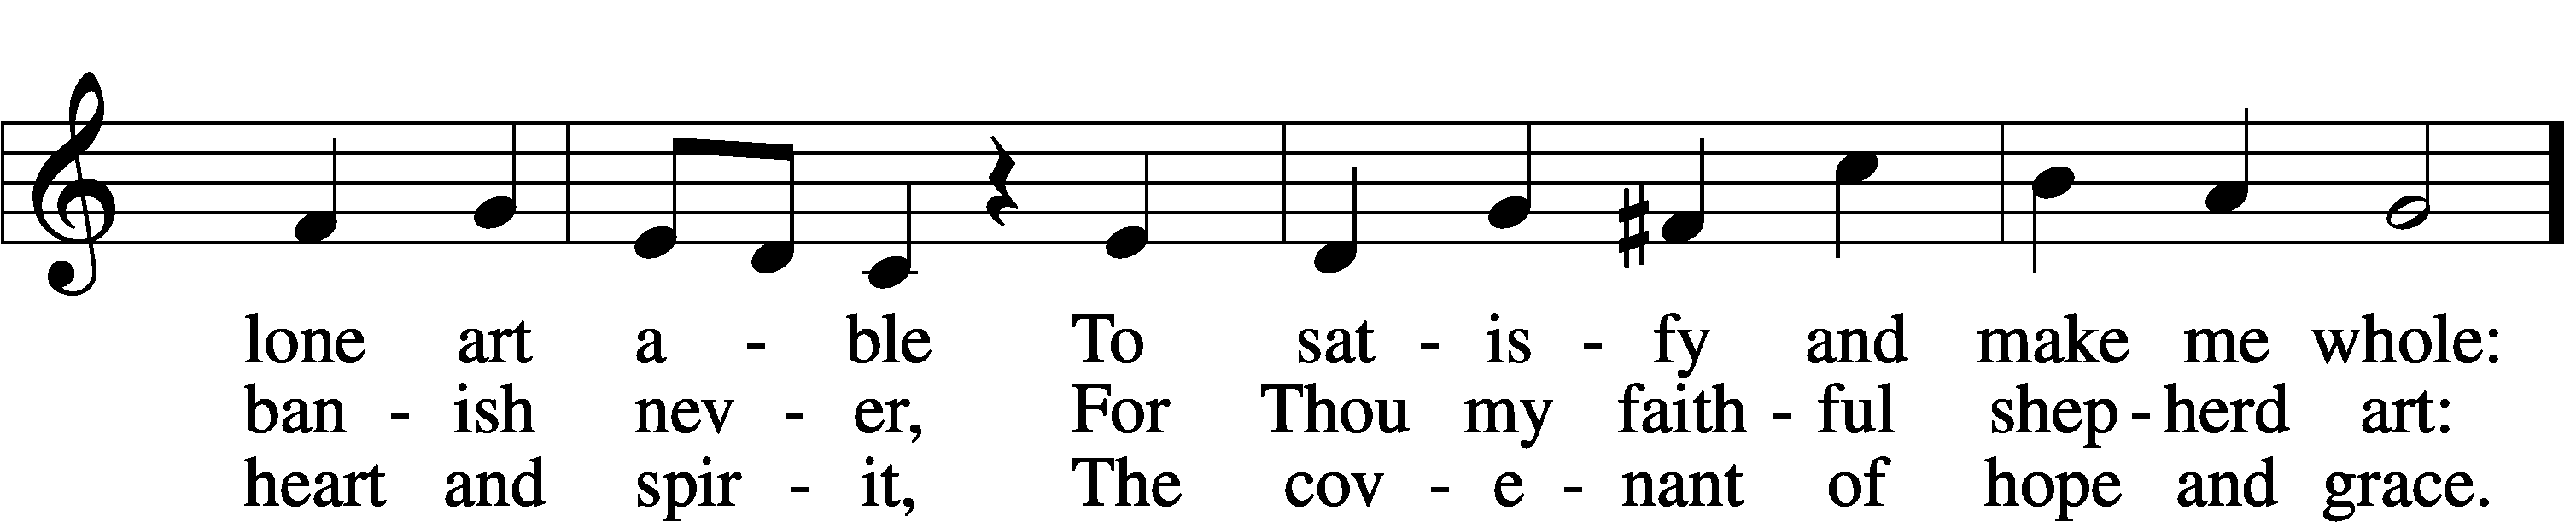 lone art a - ble To sat - is - fy and make me whole:
ban - ish nev - er, For Thou my faith - ful shep - herd art:
heart and spir - it, The cov - e - nant of hope and grace.